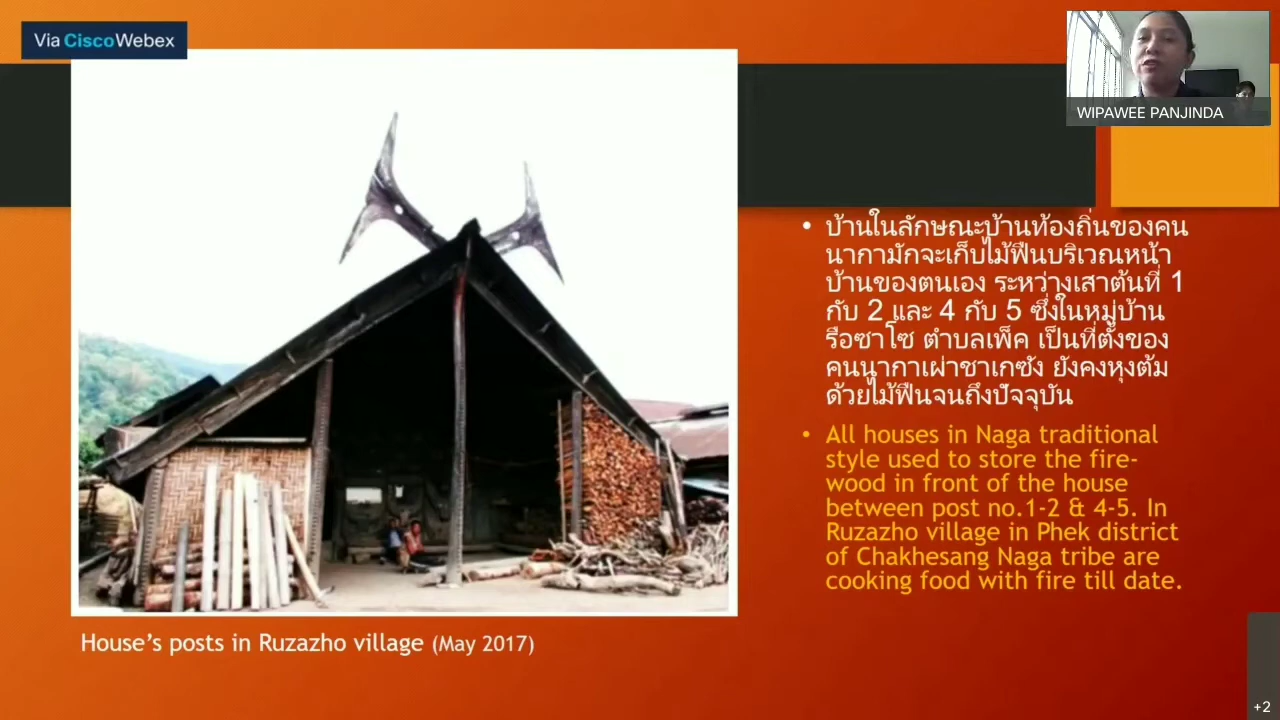 Via Cisco Webex
WIPAWEE PANJINDA
• บ้านในลักษณะบ้านท้องถิ่นของคน
นากามักจะเก็บไม้ฟืนบริเวณหน้า
บ้านของตนเอง ระหว่างเสาต้นที่ 1
กับ 2 และ 4 กับ 5 ซึ่งในหมู่บ้าน
รือซาโซ ตำบลเพ็ค เป็นที่ตั้งของ
คนนากาเผ่าชาเกซัง ยังคงหุงต้ม
ด้วยไม้ฟืนจนถึงปัจจุบัน
• All houses in Naga traditional
style used to store the fire-
wood in front of the house
between post no.1-2 & 4-5. In
Ruzazho village in Phek district
of Chakhesang Naga tribe are
cooking food with fire till date.
House's posts in Ruzazho village (May 2017)
+2